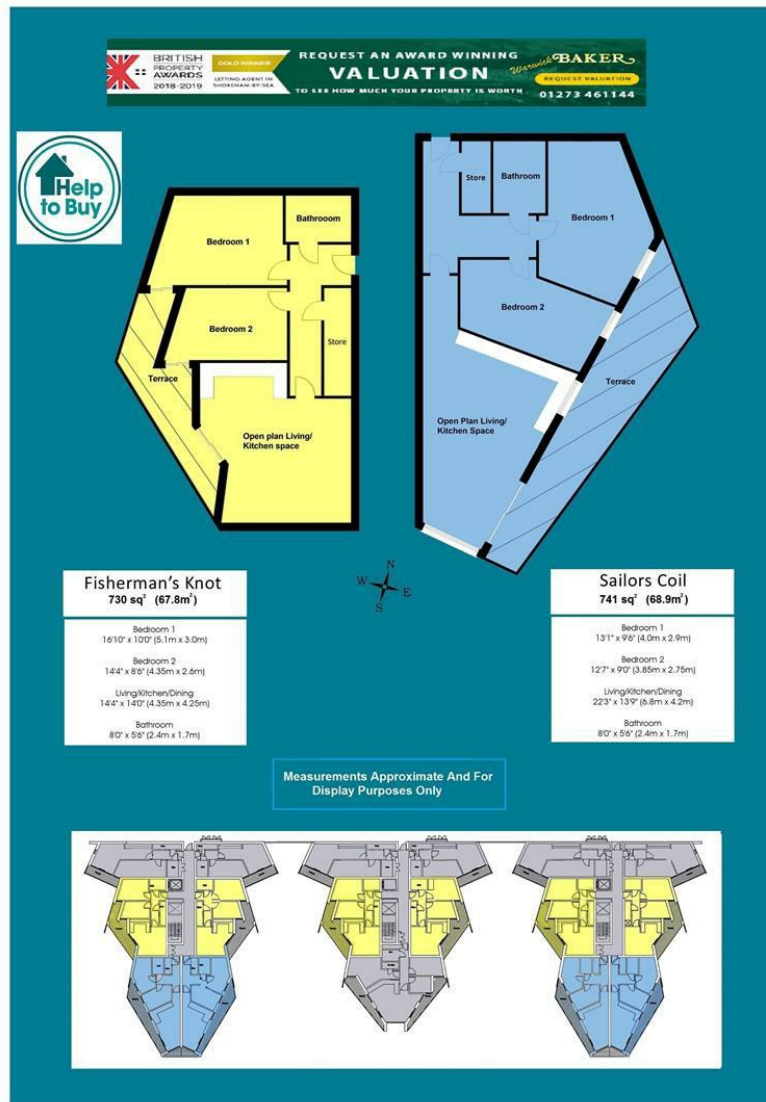 BRITISH
PROPERTY
AWARDS
2018-2019
GOLD WINNER
LETTING AGENT IN
SHOREHAM-BY-SEA
REQUEST AN AWARD WINNING
VALUATION
TO SEE HOW MUCH YOUR PROPERTY IS WORTH
Warwick BAKER
REQUEST VALUATION
01273 461144
Help
to Buy
Bedroom 1
Bathrooom
Bedroom 2
Store
Terrace
Open plan Living/
Kitchen space
Store
Bathroom
Bedroom 1
Bedroom 2
Terrace
Open Plan Living/
Kitchen Space
N
W
E
S
Fisherman's Knot
730 sq² (67.8m²)
Bedroom 1
16'10" x 10'0" (5.1m x 3.0m)
Bedroom 2
14'4" x 8'6" (4.35m x 2.6m)
Living/Kitchen/Dining
14'4" x 14'0" (4.35m x 4.25m)
Bathroom
8'0" x 5'6" (2.4m x 1.7m)
Sailors Coil
741 sq² (68.9m²)
Bedroom 1
13'1" x 9'6" (4.0m x 2.9m)
Bedroom 2
12'7" x 9'0" (3.85m x 2.75m)
Living/Kitchen/Dining
22'3" x 13'9" (6.8m x 4.2m)
Bathroom
8'0" x 5'6" (2.4m x 1.7m)
Measurements Approximate And For
Display Purposes Only